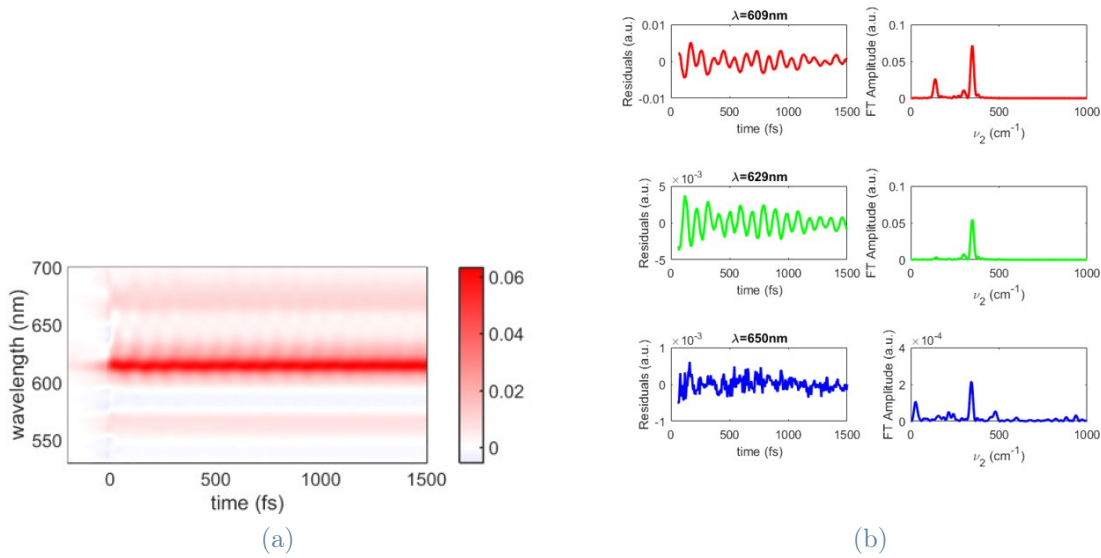 700
650
600
550
wavelength (nm)
0
500
1000
1500
time (fs)
0.06
0.04
0.02
0
(a)
λ=609nm
0.01
0
-0.01
Residuals (a.u.)
0
500
1000
1500
time (fs)
0.1
0.05
0
FT Amplitude (a.u.)
0
500
1000
ν₂ (cm⁻¹)
×10⁻³
λ=629nm
5
0
-5
Residuals (a.u.)
0
500
1000
1500
time (fs)
0.1
0.05
0
FT Amplitude (a.u.)
0
500
1000
ν₂ (cm⁻¹)
×10⁻³
λ=650nm
1
0
-1
Residuals (a.u.)
0
500
1000
1500
time (fs)
×10⁻⁴
4
2
0
FT Amplitude (a.u.)
0
500
1000
ν₂ (cm⁻¹)
(b)